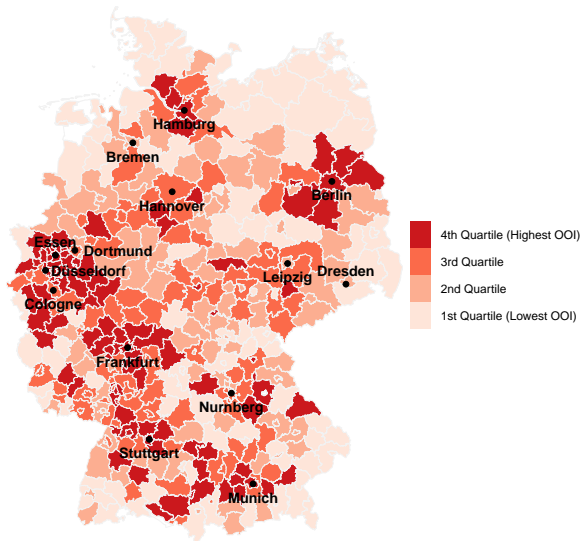 Hamburg
Bremen
Berlin
Hannover
Essen
Dortmund
Düsseldorf
Cologne
Leipzig
Dresden
Frankfurt
Nurnberg
Stuttgart
Munich
4th Quartile (Highest OOI)
3rd Quartile
2nd Quartile
1st Quartile (Lowest OOI)